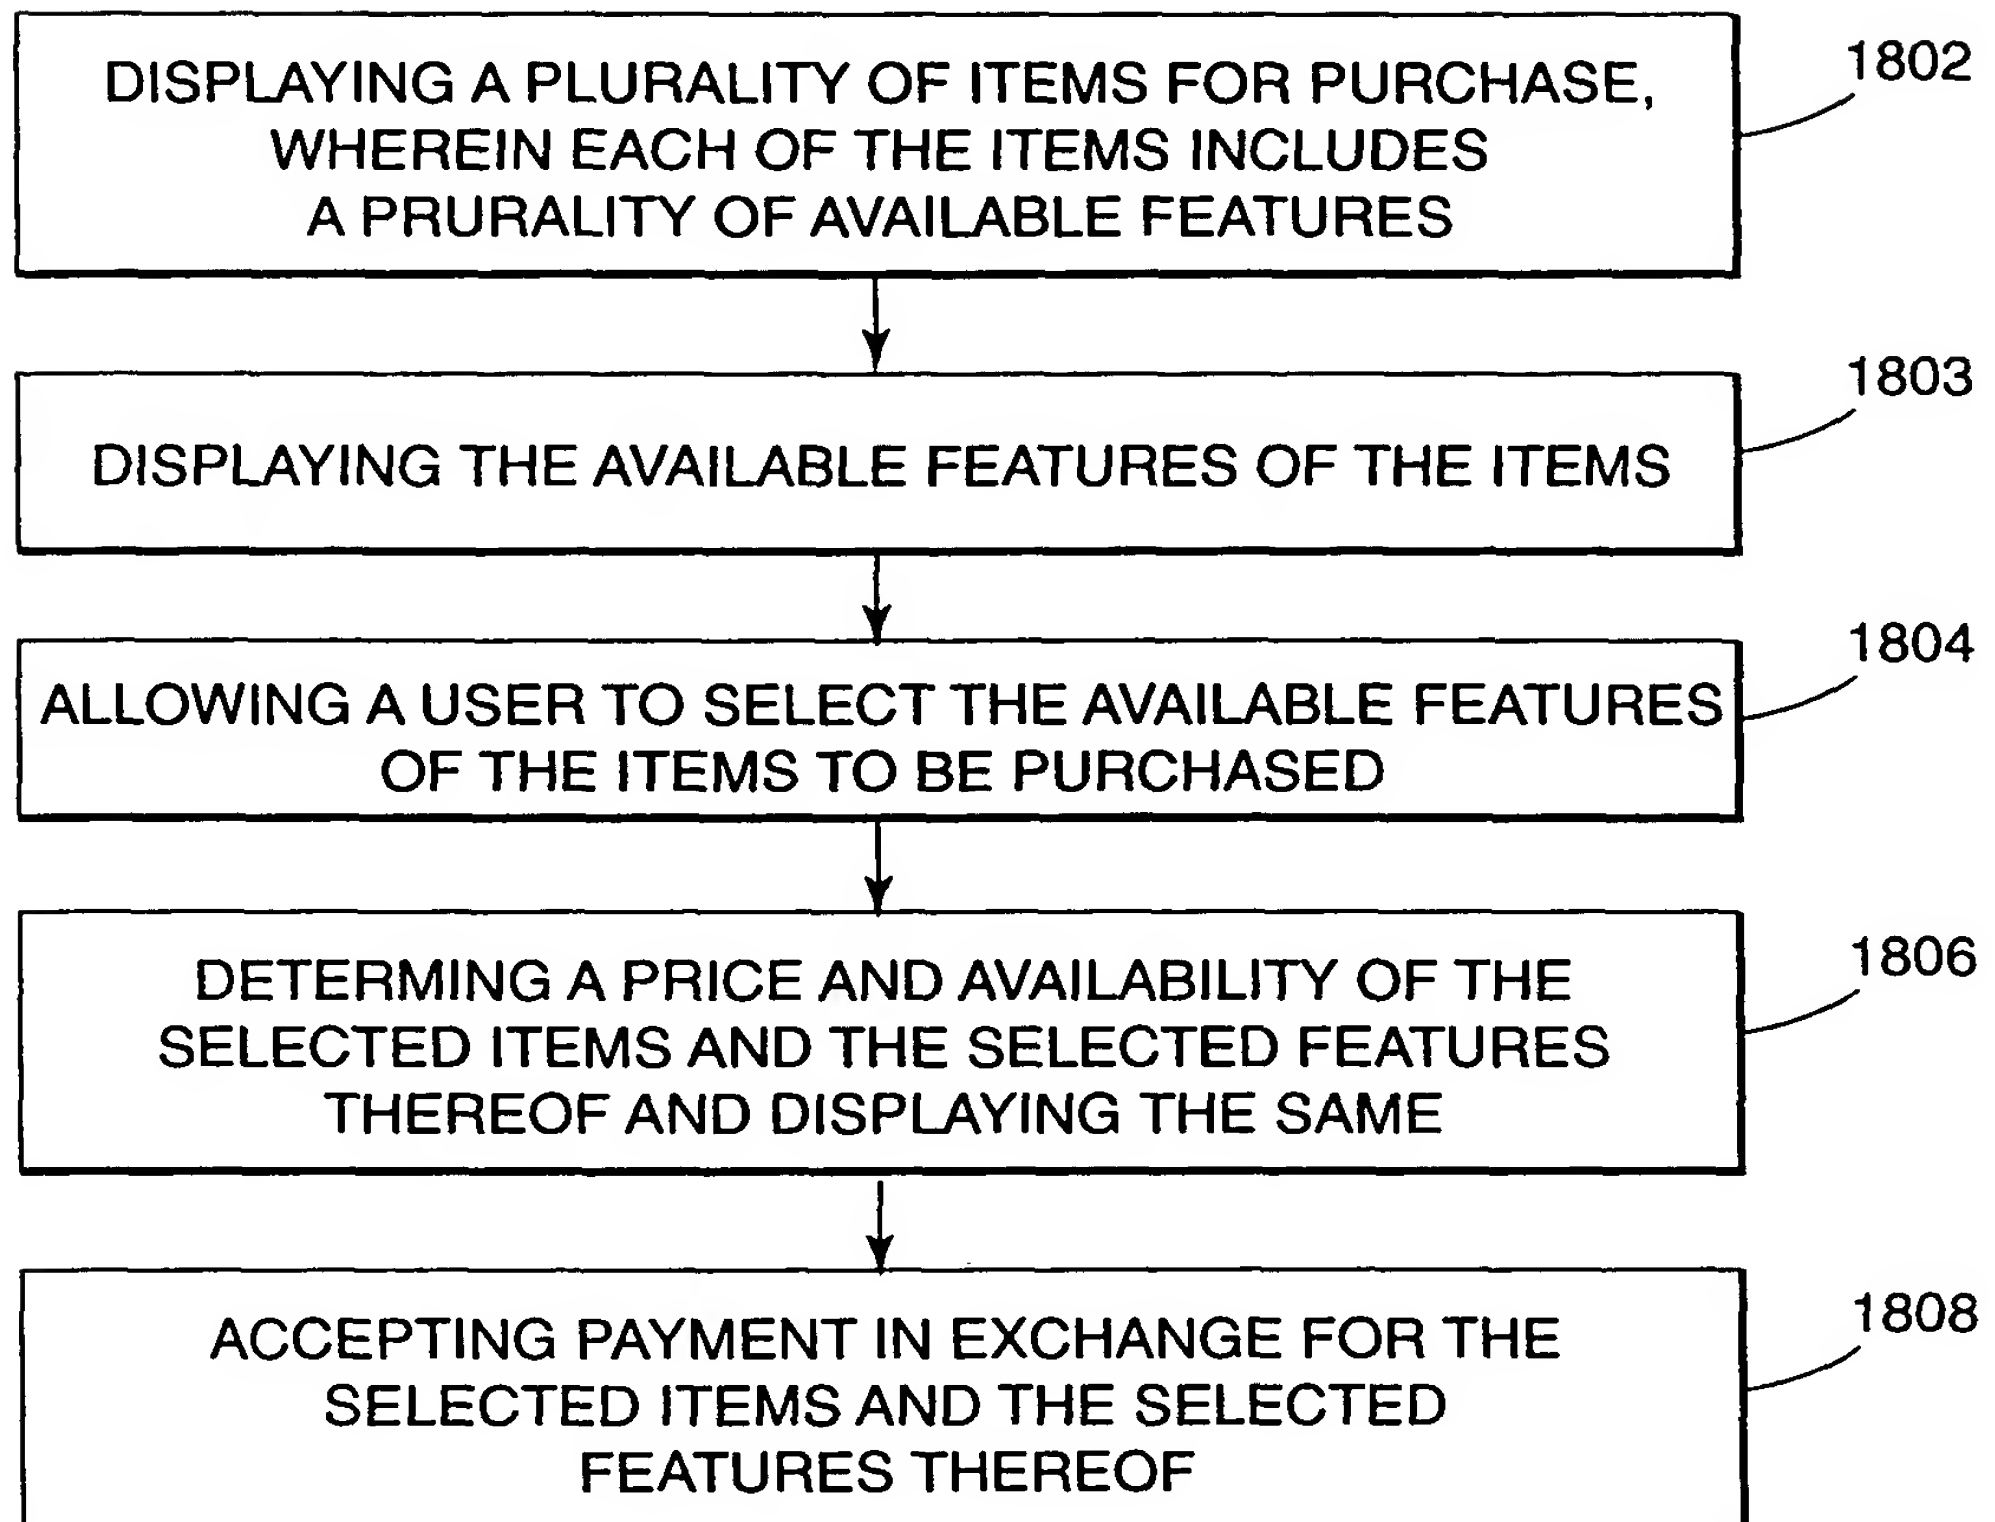 DISPLAYING A PLURALITY OF ITEMS FOR PURCHASE,
WHEREIN EACH OF THE ITEMS INCLUDES
A PRURALITY OF AVAILABLE FEATURES
1802
DISPLAYING THE AVAILABLE FEATURES OF THE ITEMS
1803
ALLOWING A USER TO SELECT THE AVAILABLE FEATURES
OF THE ITEMS TO BE PURCHASED
1804
DETERMING A PRICE AND AVAILABILITY OF THE
SELECTED ITEMS AND THE SELECTED FEATURES
THEREOF AND DISPLAYING THE SAME
1806
ACCEPTING PAYMENT IN EXCHANGE FOR THE
SELECTED ITEMS AND THE SELECTED
FEATURES THEREOF
1808